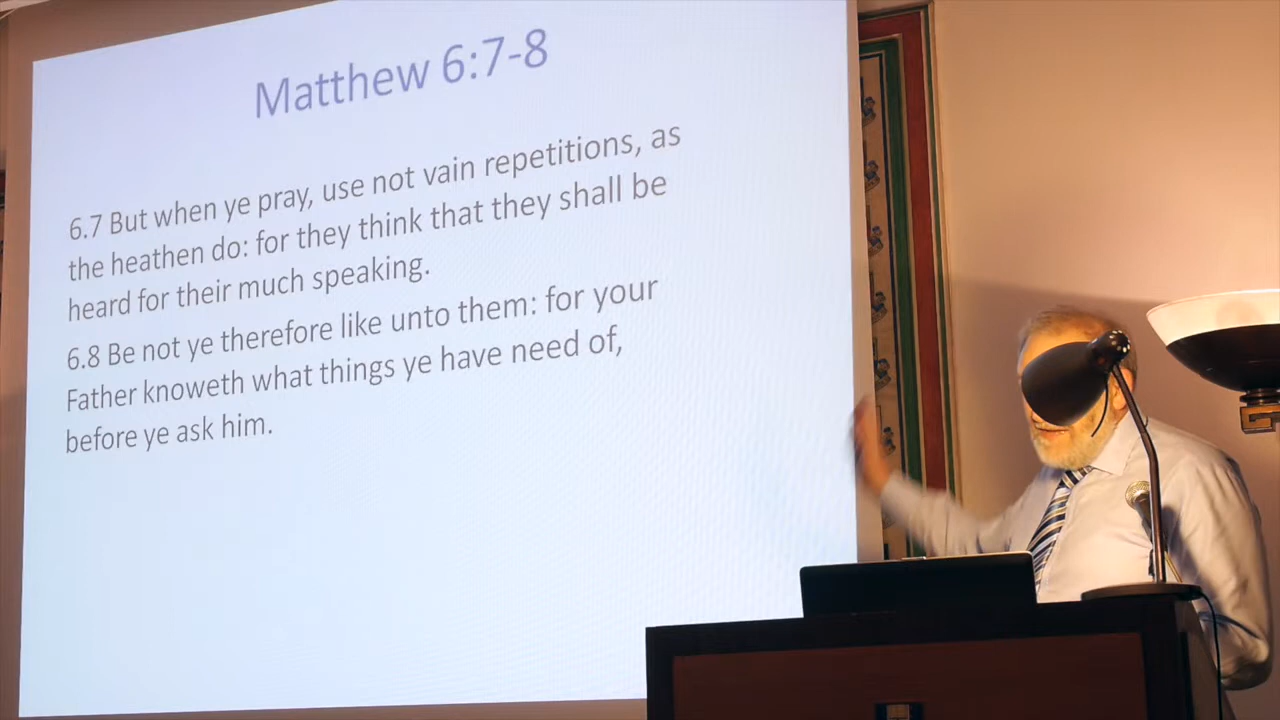 Matthew 6:7-8
6.7 But when ye pray, use not vain repetitions, as
the heathen do: for they think that they shall be
heard for their much speaking.
6.8 Be not ye therefore like unto them: for your
Father knoweth what things ye have need of,
before ye ask him.